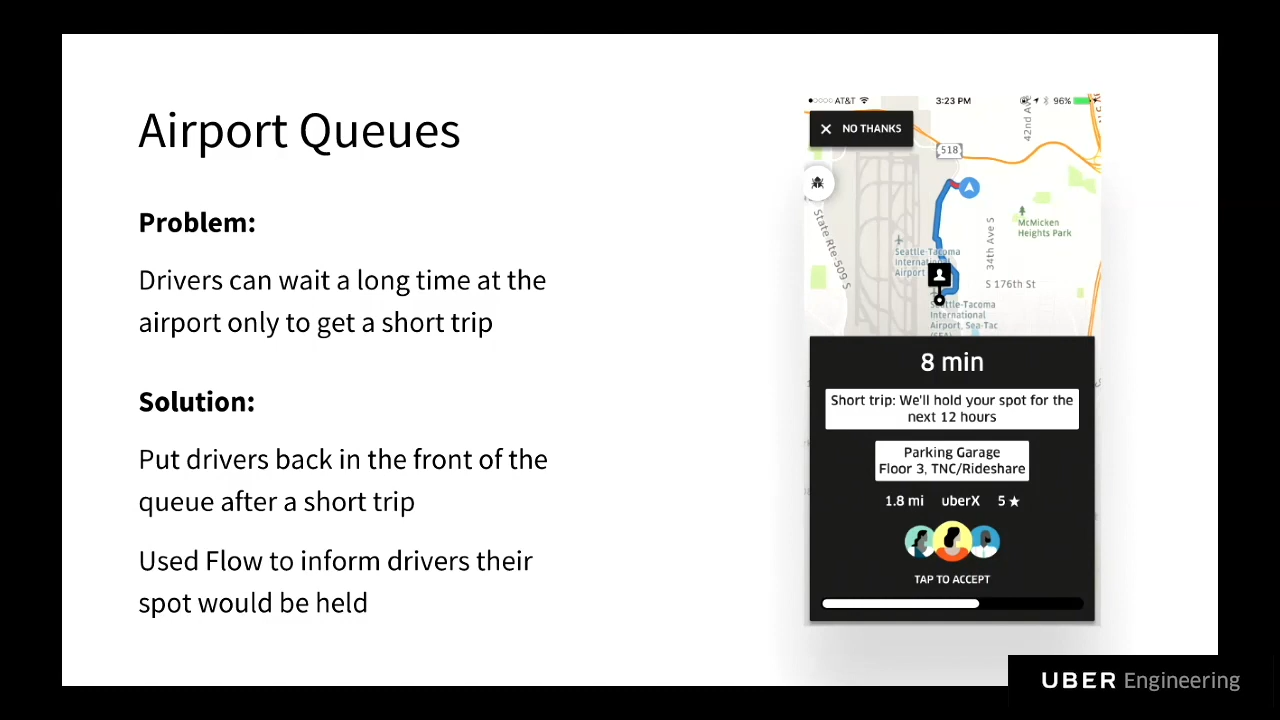 Airport Queues
Problem:
Drivers can wait a long time at the
airport only to get a short trip
Solution:
Put drivers back in the front of the
queue after a short trip
Used Flow to inform drivers their
spot would be held
AT&T
3:23 PM
96%
NO THANKS
42nd Ave
518
State Rte-509 S
McMicken
Heights Park
34th Ave S
Seattle-Tacoma
International
Airport
S 176th St
Seattle-Tacoma
International
Airport, Sea-Tac
(SEA)
8 min
Short trip: We'll hold your spot for the
next 12 hours
Parking Garage
Floor 3, TNC/Rideshare
1.8 mi uberX 5 ★
TAP TO ACCEPT
UBER Engineering